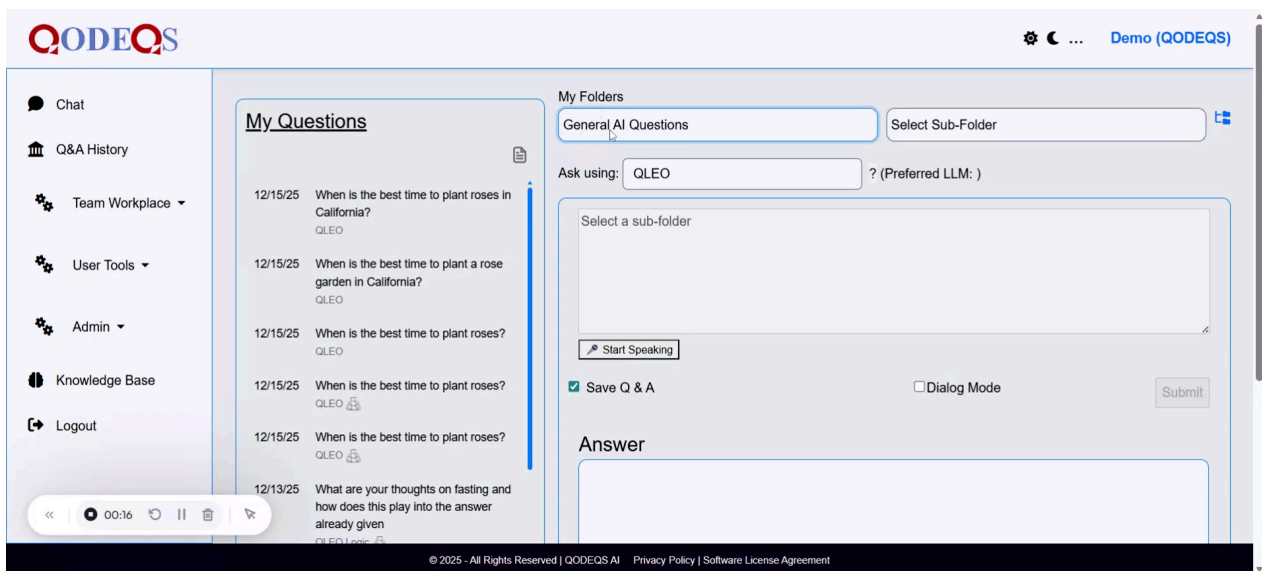 QODEQS
... Demo (QODEQS)
Chat
Q&A History
Team Workplace
User Tools
Admin
Knowledge Base
Logout
« 00:16
My Questions
12/15/25 When is the best time to plant roses in
California?
QLEO
12/15/25 When is the best time to plant a rose
garden in California?
QLEO
12/15/25 When is the best time to plant roses?
QLEO
12/15/25 When is the best time to plant roses?
QLEO
12/15/25 When is the best time to plant roses?
QLEO
12/13/25 What are your thoughts on fasting and
how does this play into the answer
already given
QLEO Logic
My Folders
General AI Questions Select Sub-Folder
Ask using: QLEO ? (Preferred LLM: )
Select a sub-folder
Start Speaking
Save Q & A Dialog Mode Submit
Answer
© 2025 - All Rights Reserved | QODEQS AI Privacy Policy | Software License Agreement